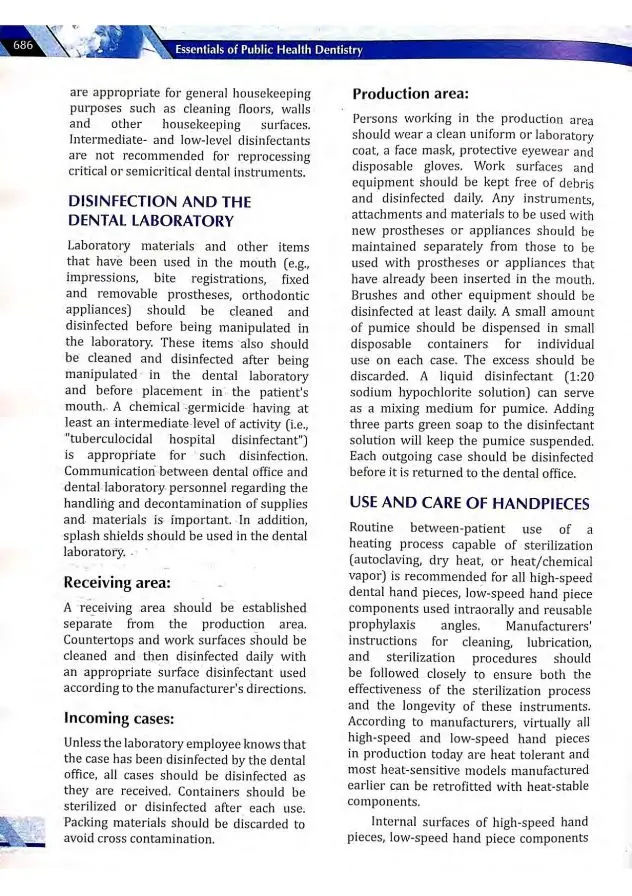 686
Essentials of Public Health Dentistry
are appropriate for general housekeeping
purposes such as cleaning floors, walls
and other housekeeping surfaces.
Intermediate- and low-level disinfectants
are not recommended for reprocessing
critical or semicritical dental instruments.
DISINFECTION AND THE
DENTAL LABORATORY
Laboratory materials and other items
that have been used in the mouth (e.g.,
impressions, bite registrations, fixed
and removable prostheses, orthodontic
appliances) should be cleaned and
disinfected before being manipulated in
the laboratory. These items also should
be cleaned and disinfected after being
manipulated in the dental laboratory
and before placement in the patient's
mouth. A chemical germicide having at
least an intermediate level of activity (i.e.,
"tuberculocidal hospital disinfectant")
is appropriate for such disinfection.
Communication between dental office and
dental laboratory personnel regarding the
handling and decontamination of supplies
and materials is important. In addition,
splash shields should be used in the dental
laboratory.
Receiving area:
A receiving area should be established
separate from the production area.
Countertops and work surfaces should be
cleaned and then disinfected daily with
an appropriate surface disinfectant used
according to the manufacturer's directions.
Incoming cases:
Unless the laboratory employee knows that
the case has been disinfected by the dental
office, all cases should be disinfected as
they are received. Containers should be
sterilized or disinfected after each use.
Packing materials should be discarded to
avoid cross contamination.
Production area:
Persons working in the production area
should wear a clean uniform or laboratory
coat, a face mask, protective eyewear and
disposable gloves. Work surfaces and
equipment should be kept free of debris
and disinfected daily. Any instruments,
attachments and materials to be used with
new prostheses or appliances should be
maintained separately from those to be
used with prostheses or appliances that
have already been inserted in the mouth.
Brushes and other equipment should be
disinfected at least daily. A small amount
of pumice should be dispensed in small
disposable containers for individual
use on each case. The excess should be
discarded. A liquid disinfectant (1:20
sodium hypochlorite solution) can serve
as a mixing medium for pumice. Adding
three parts green soap to the disinfectant
solution will keep the pumice suspended.
Each outgoing case should be disinfected
before it is returned to the dental office.
USE AND CARE OF HANDPIECES
Routine between-patient use of a
heating process capable of sterilization
(autoclaving, dry heat, or heat/chemical
vapor) is recommended for all high-speed
dental hand pieces, low-speed hand piece
components used intraorally and reusable
prophylaxis angles. Manufacturers'
instructions for cleaning, lubrication,
and sterilization procedures should
be followed closely to ensure both the
effectiveness of the sterilization process
and the longevity of these instruments.
According to manufacturers, virtually all
high-speed and low-speed hand pieces
in production today are heat tolerant and
most heat-sensitive models manufactured
earlier can be retrofitted with heat-stable
components.
Internal surfaces of high-speed hand
pieces, low-speed hand piece components